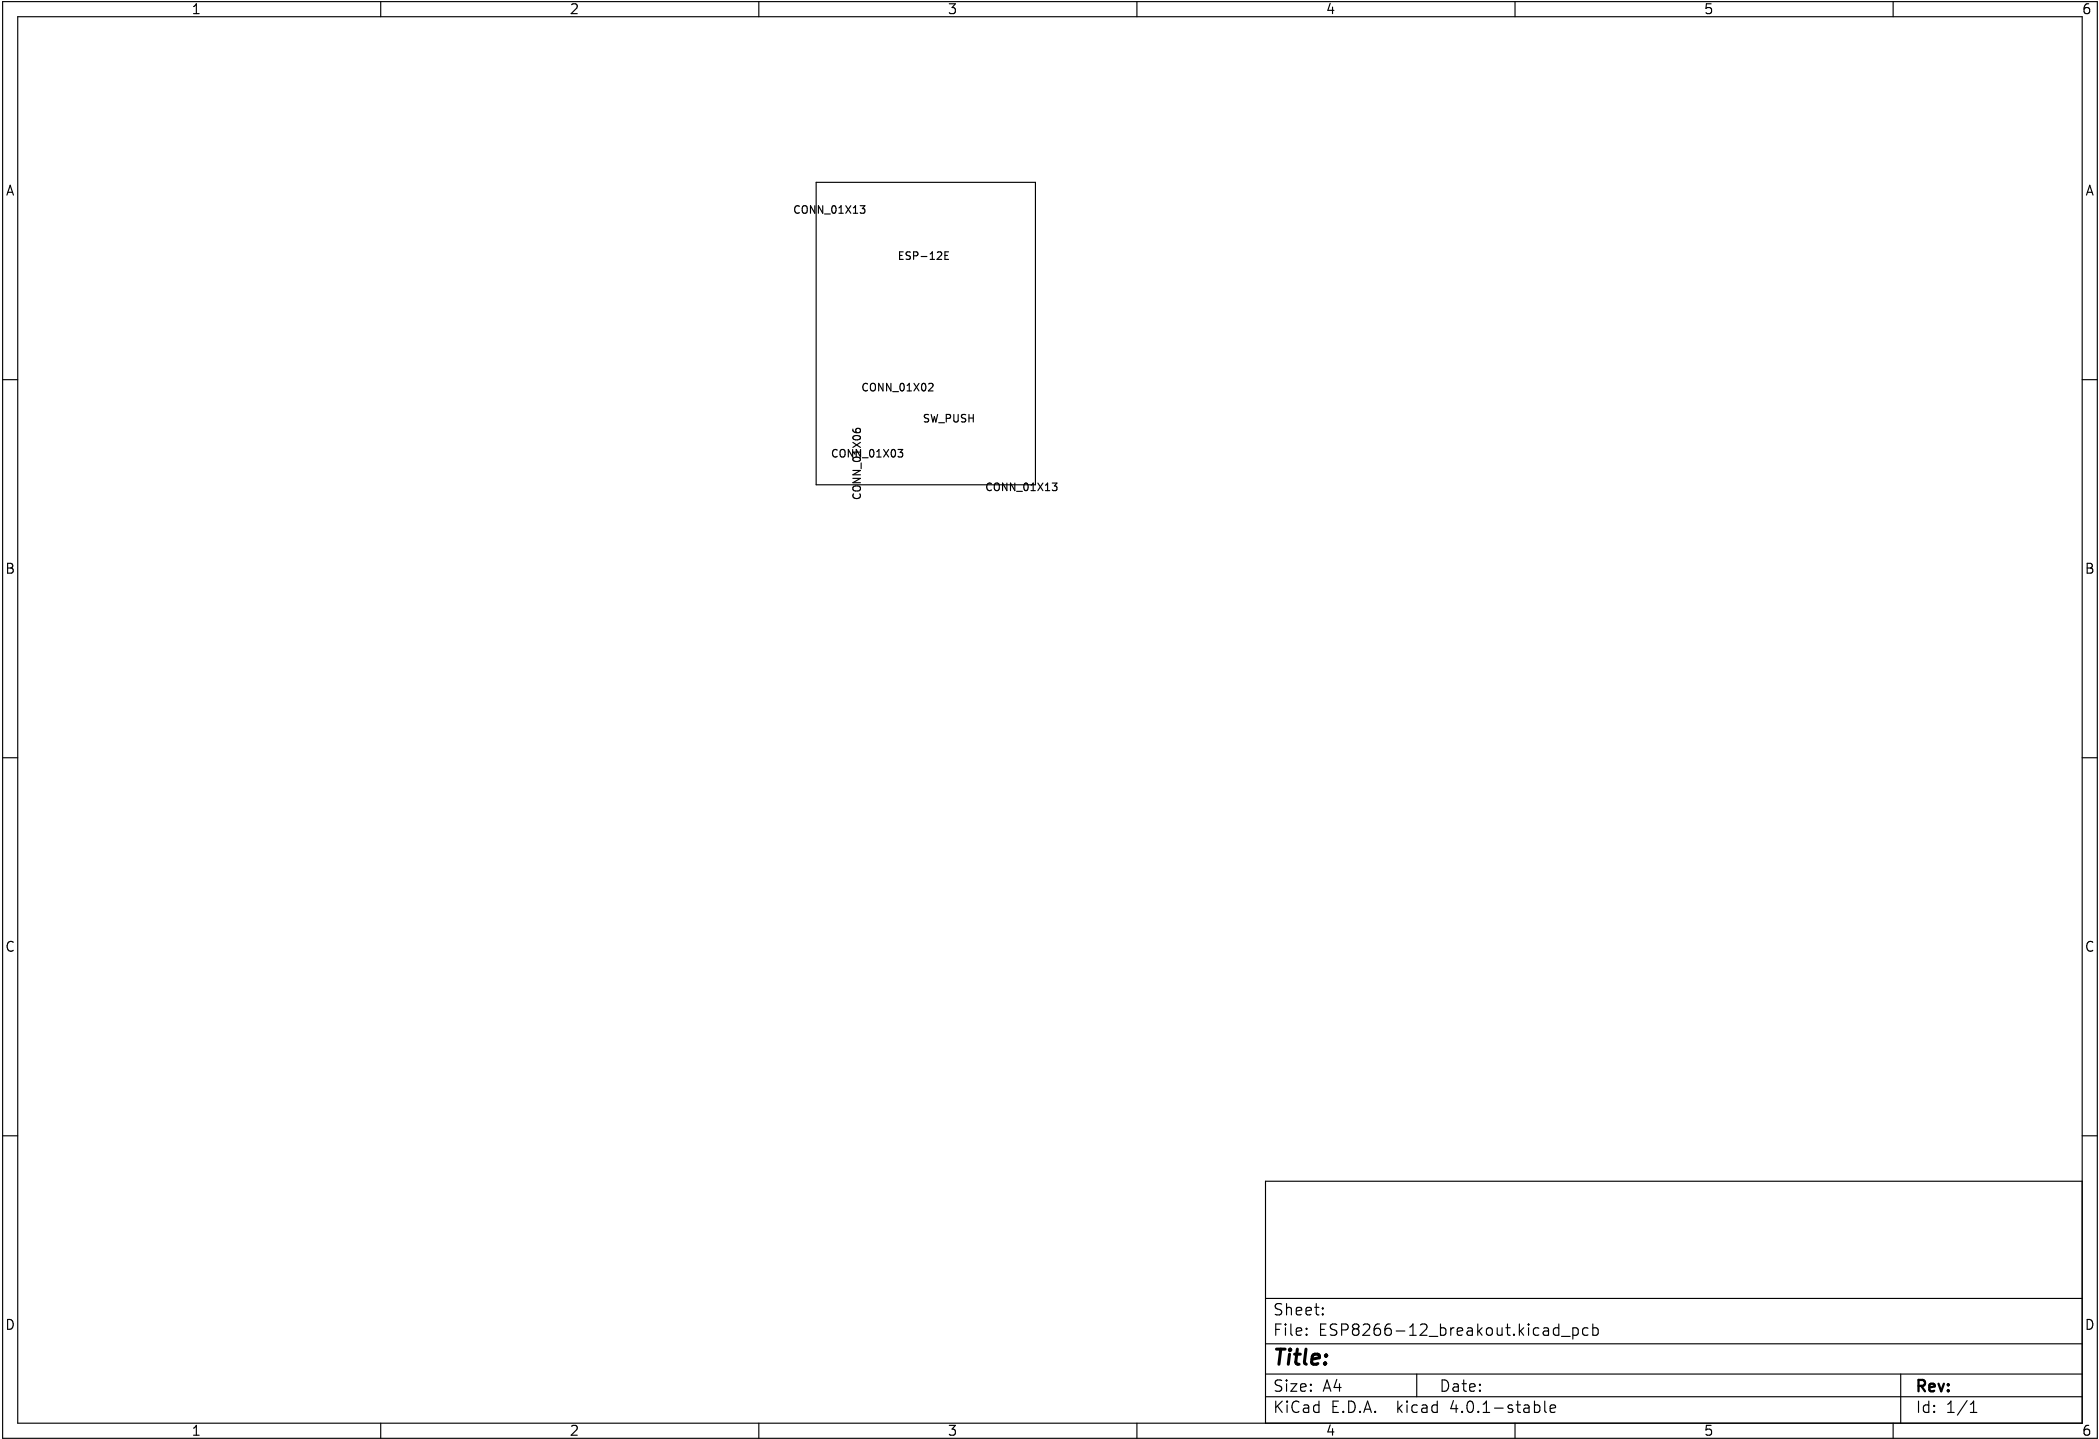 1 2 3 4 5 6
A A
CONN_01X13
ESP-12E
CONN_01X02
SW_PUSH
CONN_01X06
CONN_01X03
CONN_01X13
B B
C C
Sheet:
D D
File: ESP8266-12_breakout.kicad_pcb
Title:
Size: A4 Date: Rev:
KiCad E.D.A. kicad 4.0.1-stable Id: 1/1
1 2 3 4 5 6